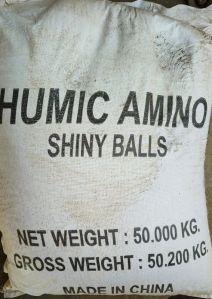 HUMIC AMINO
SHINY BALLS
NET WEIGHT : 50.000 KG.
GROSS WEIGHT : 50.200 KG.
MADE IN CHINA